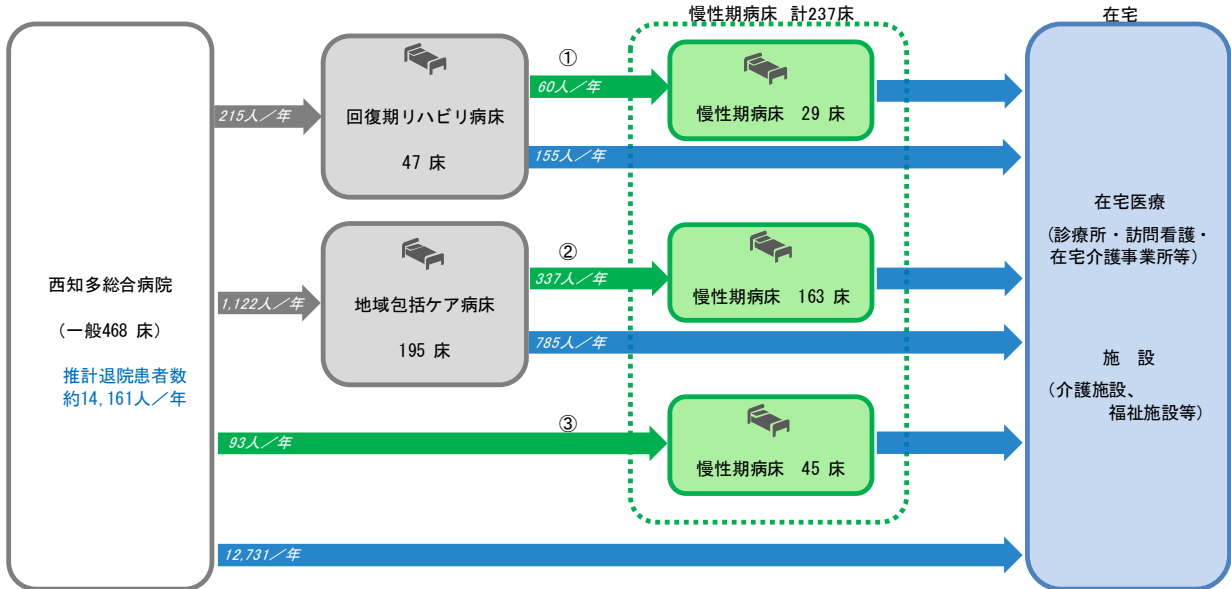 慢性期病床 計237床
在宅
①
60人／年
慢性期病床 29 床
215人／年
回復期リハビリ病床
47 床
155人／年
西知多総合病院
（一般468 床）
推計退院患者数
約14,161人／年
②
337人／年
慢性期病床 163 床
1,122人／年
地域包括ケア病床
195 床
785人／年
③
93人／年
慢性期病床 45 床
12,731／年
在宅医療
（診療所・訪問看護・
在宅介護事業所等）
施 設
（介護施設、
福祉施設等）